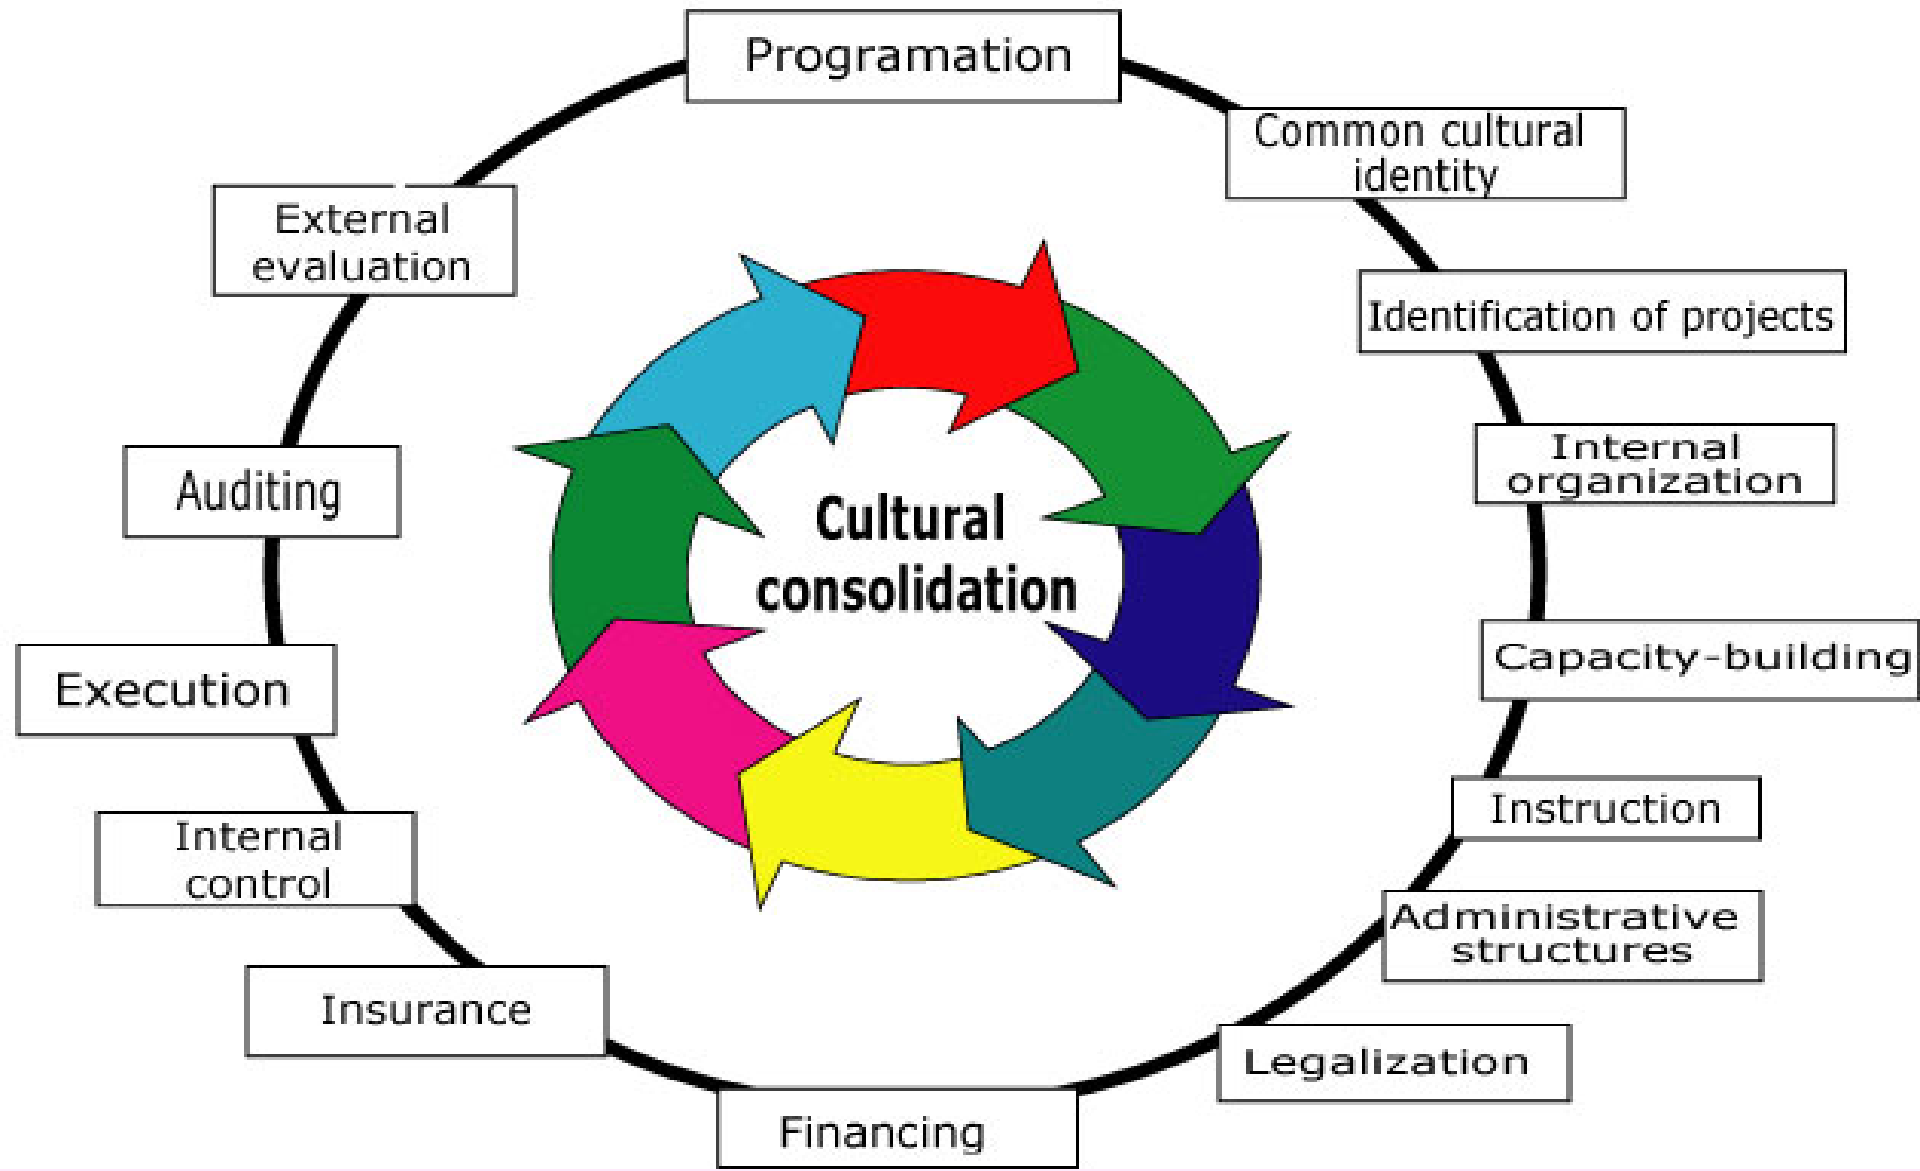 Programation
Common cultural
identity
Identification of projects
Internal
organization
Capacity-building
Instruction
Administrative
structures
Legalization
Financing
Insurance
Internal
control
Execution
Auditing
External
evaluation
Cultural
consolidation